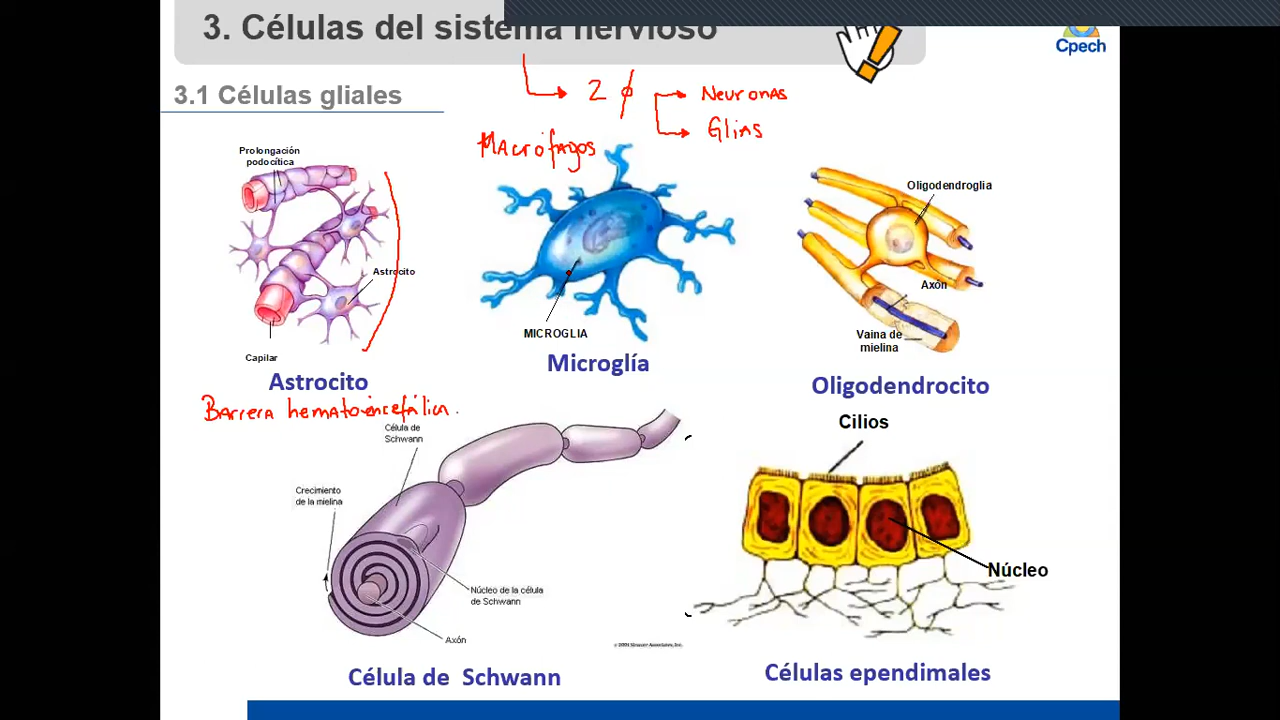 3. Células del sistema nervioso
Cpech
3.1 Células gliales
2 ϕ
Neuronas
Glias
Macrófagos
Prolongación
podocítica
Astrocito
Capilar
Astrocito
Barrera hematoencefálica.
MICROGLIA
Microglía
Oligodendroglia
Axón
Vaina de
mielina
Oligodendrocito
Célula de
Schwann
Crecimiento
de la mielina
Núcleo de la célula
de Schwann
Axón
Célula de Schwann
Cilios
Núcleo
Células ependimales